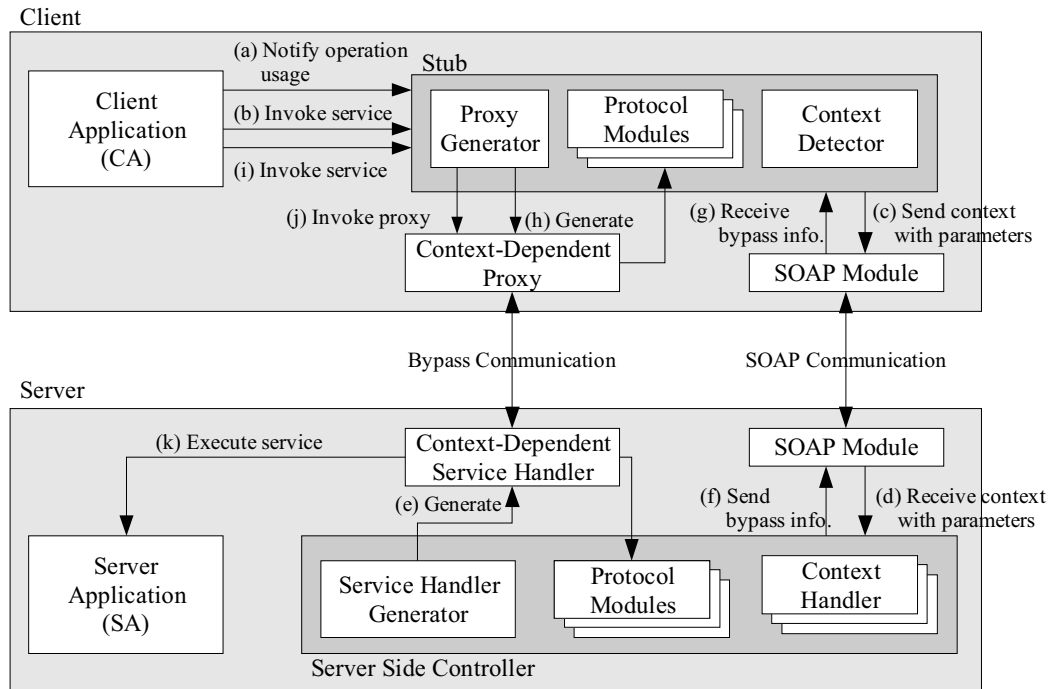 Client
(a) Notify operation
usage
Stub
Client
Application
(CA)
(b) Invoke service
(i) Invoke service
Proxy
Generator
Protocol
Modules
Context
Detector
(j) Invoke proxy
(h) Generate
(g) Receive
bypass info.
(c) Send context
with parameters
Context-Dependent
Proxy
SOAP Module
Bypass Communication
SOAP Communication
Server
(k) Execute service
Context-Dependent
Service Handler
SOAP Module
(e) Generate
(f) Send
bypass info.
(d) Receive context
with parameters
Server
Application
(SA)
Service Handler
Generator
Protocol
Modules
Context
Handler
Server Side Controller